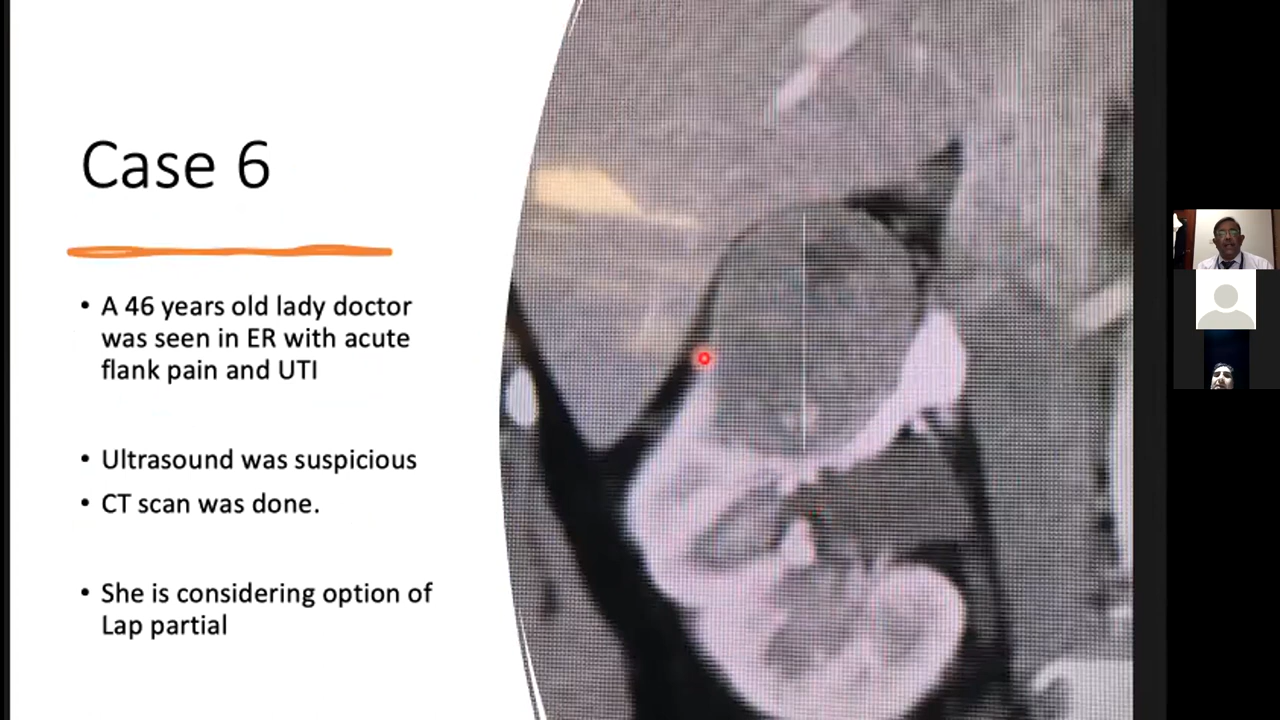 Case 6
• A 46 years old lady doctor
was seen in ER with acute
flank pain and UTI
• Ultrasound was suspicious
• CT scan was done.
• She is considering option of
Lap partial